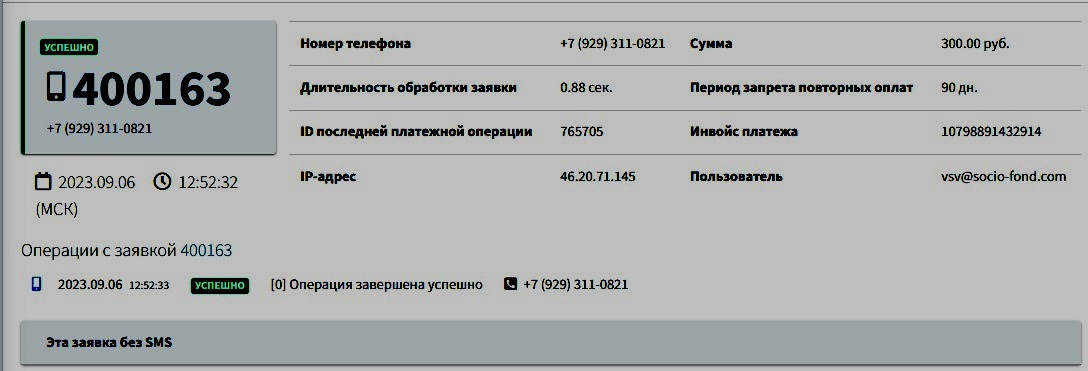 УСПЕШНО
400163
+7 (929) 311-0821
2023.09.06 12:52:32
(МСК)
Номер телефона +7 (929) 311-0821 Сумма 300.00 руб.
Длительность обработки заявки 0.88 сек. Период запрета повторных оплат 90 дн.
ID последней платежной операции 765705 Инвойс платежа 10798891432914
IP-адрес 46.20.71.145 Пользователь vsv@socio-fond.com
Операции с заявкой 400163
2023.09.06 12:52:33 УСПЕШНО [0] Операция завершена успешно +7 (929) 311-0821
Эта заявка без SMS